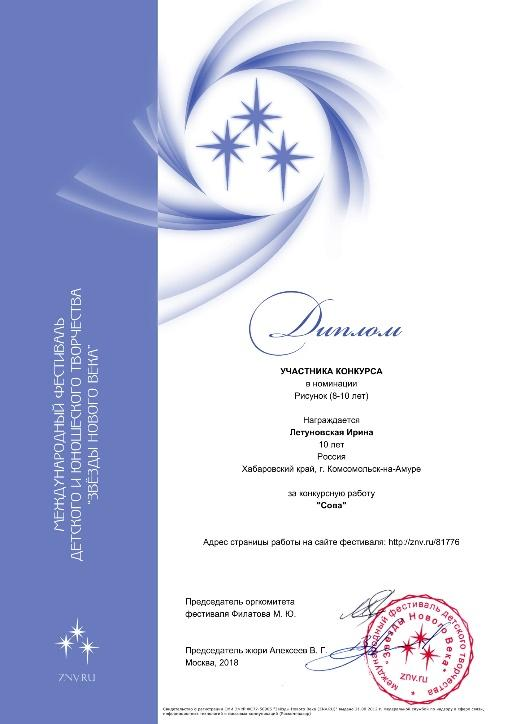 МЕЖДУНАРОДНЫЙ ФЕСТИВАЛЬ
ДЕТСКОГО И ЮНОШЕСКОГО ТВОРЧЕСТВА
"ЗВЁЗДЫ НОВОГО ВЕКА"
ZNV.RU
Диплом
УЧАСТНИКА КОНКУРСА
в номинации
Рисунок (8-10 лет)
Награждается
Летуновская Ирина
10 лет
Россия
Хабаровский край, г. Комсомольск-на-Амуре
за конкурсную работу
"Сова"
Адрес страницы работы на сайте фестиваля: http://znv.ru/81776
Председатель оргкомитета
фестиваля Филатова М. Ю.
Председатель жюри Алексеев В. Г.
Москва, 2018
международный фестиваль детского творчества
"Звезды Нового Века"
znv.ru